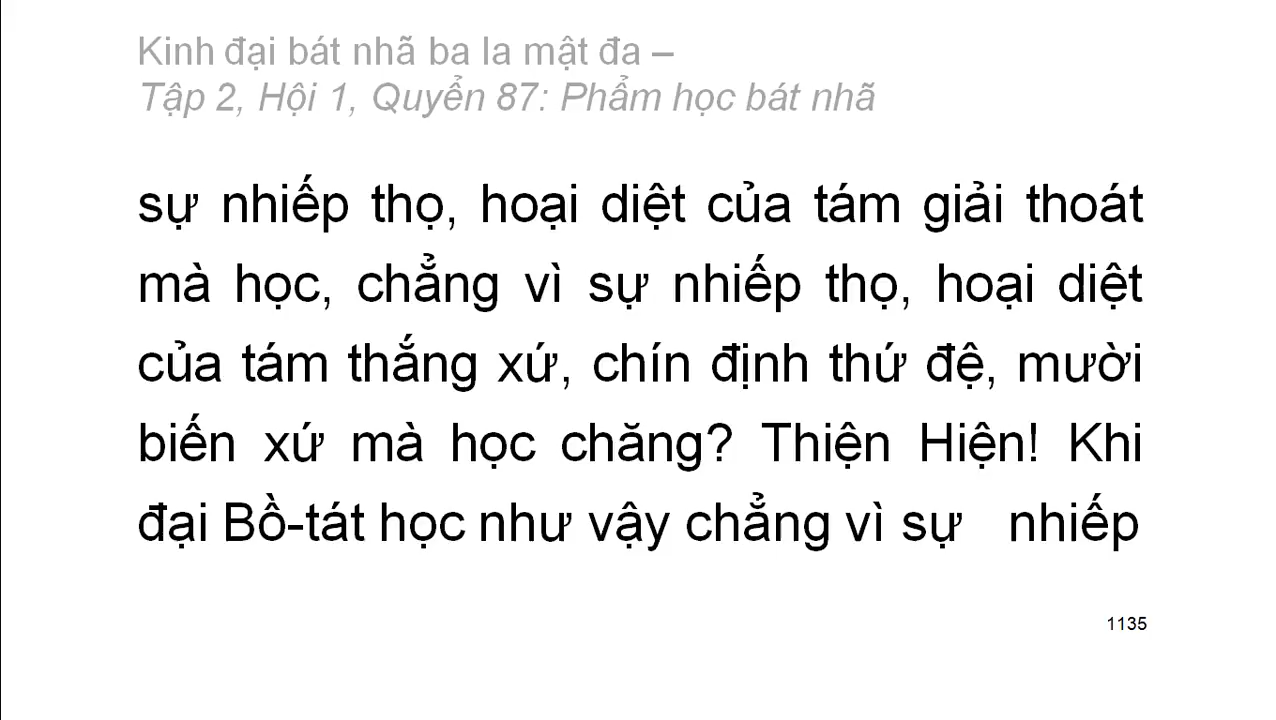 Kinh đại bát nhã ba la mật đa –
Tập 2, Hội 1, Quyển 87: Phẩm học bát nhã
sự nhiếp thọ, hoại diệt của tám giải thoát
mà học, chẳng vì sự nhiếp thọ, hoại diệt
của tám thắng xứ, chín định thứ đệ, mười
biến xứ mà học chăng? Thiện Hiện! Khi
đại Bồ-tát học như vậy chẳng vì sự nhiếp
1135